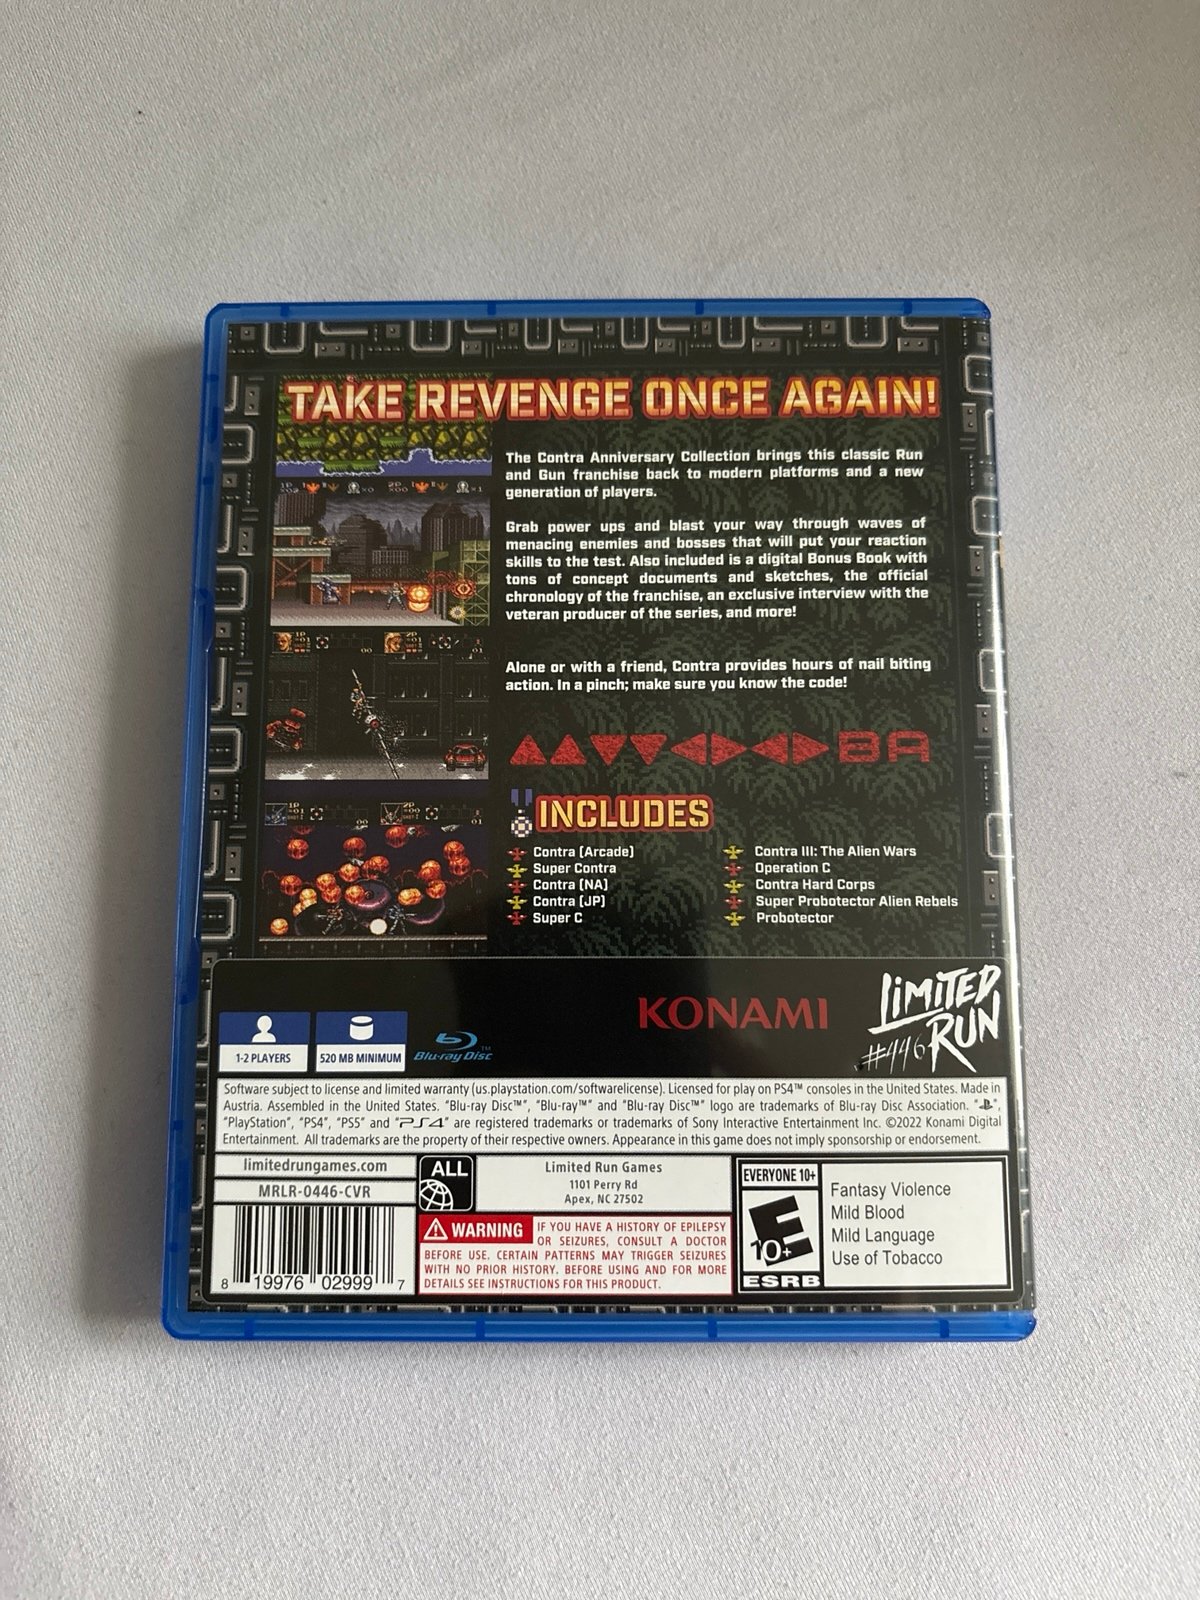 TAKE REVENGE ONCE AGAIN!
The Contra Anniversary Collection brings this classic Run
and Gun franchise back to modern platforms and a new
generation of players.
Grab power ups and blast your way through waves of
menacing enemies and bosses that will put your reaction
skills to the test. Also included is a digital Bonus Book with
tons of concept documents and sketches, the official
chronology of the franchise, an exclusive interview with the
veteran producer of the series, and more!
Alone or with a friend, Contra provides hours of nail biting
action. In a pinch; make sure you know the code!
▲▲▼▼◀▶◀▶BA
INCLUDES
Contra [Arcade]
Super Contra
Contra [NA]
Contra [JP]
Super C
Contra III: The Alien Wars
Operation C
Contra Hard Corps
Super Probotector Alien Rebels
Probotector
KONAMI
LIMITED
RUN
#446
1-2 PLAYERS
520 MB MINIMUM
Blu-ray Disc™
Software subject to license and limited warranty (us.playstation.com/softwarelicense). Licensed for play on PS4™ consoles in the United States. Made in
Austria. Assembled in the United States. “Blu-ray Disc™”, “Blu-ray™” and “Blu-ray Disc™” logo are trademarks of Blu-ray Disc Association. “ ”,
“PlayStation”, “PS4”, “PS5” and “PS4” are registered trademarks or trademarks of Sony Interactive Entertainment Inc. ©2022 Konami Digital
Entertainment. All trademarks are the property of their respective owners. Appearance in this game does not imply sponsorship or endorsement.
limitedrungames.com
MRLR-0446-CVR
8 19976 02999 7
ALL
Limited Run Games
1101 Perry Rd
Apex, NC 27502
WARNING IF YOU HAVE A HISTORY OF EPILEPSY
OR SEIZURES, CONSULT A DOCTOR
BEFORE USE. CERTAIN PATTERNS MAY TRIGGER SEIZURES
WITH NO PRIOR HISTORY. BEFORE USING AND FOR MORE
DETAILS SEE INSTRUCTIONS FOR THIS PRODUCT.
EVERYONE 10+
E
10+
ESRB
Fantasy Violence
Mild Blood
Mild Language
Use of Tobacco